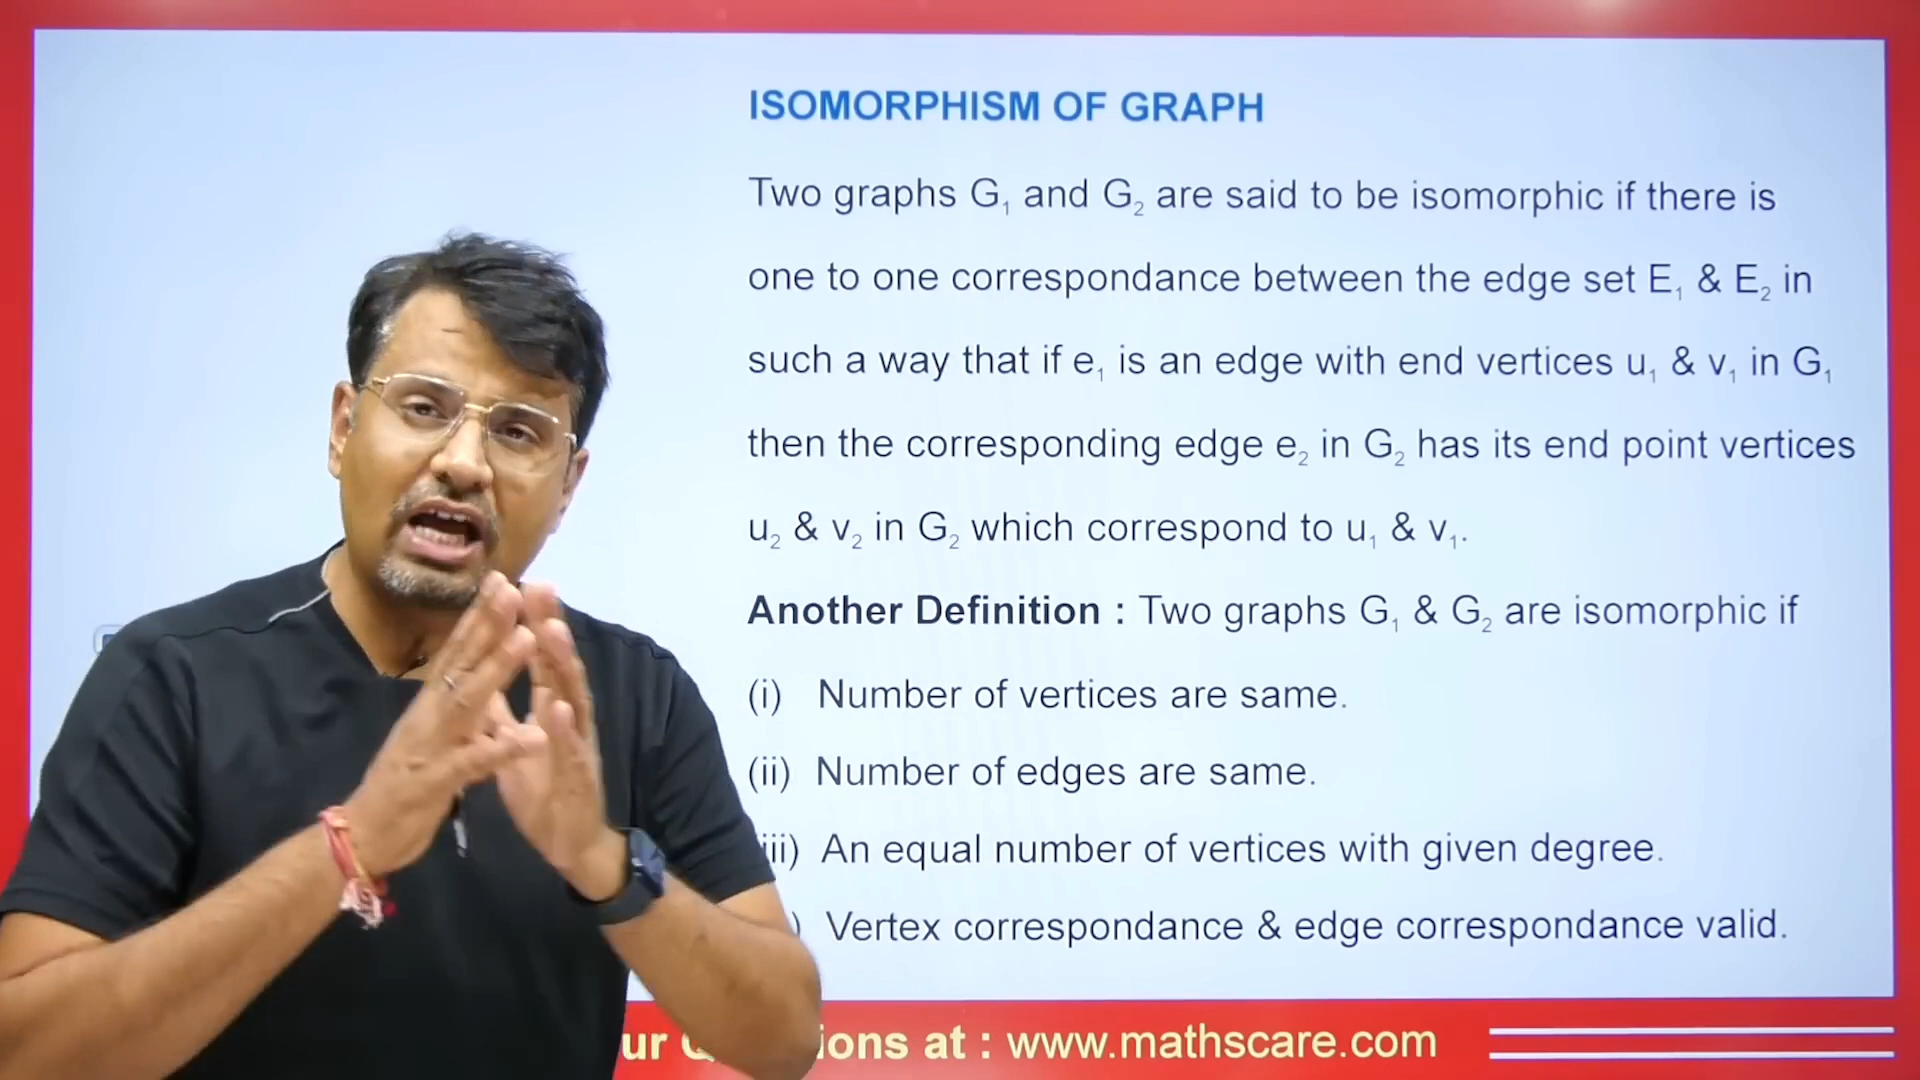 ISOMORPHISM OF GRAPH
Two graphs G₁ and G₂ are said to be isomorphic if there is
one to one correspondance between the edge set E₁ & E₂ in
such a way that if e₁ is an edge with end vertices u₁ & v₁ in G₁
then the corresponding edge e₂ in G₂ has its end point vertices
u₂ & v₂ in G₂ which correspond to u₁ & v₁.
Another Definition : Two graphs G₁ & G₂ are isomorphic if
(i) Number of vertices are same.
(ii) Number of edges are same.
iii) An equal number of vertices with given degree.
) Vertex correspondance & edge correspondance valid.
at : www.mathscare.com